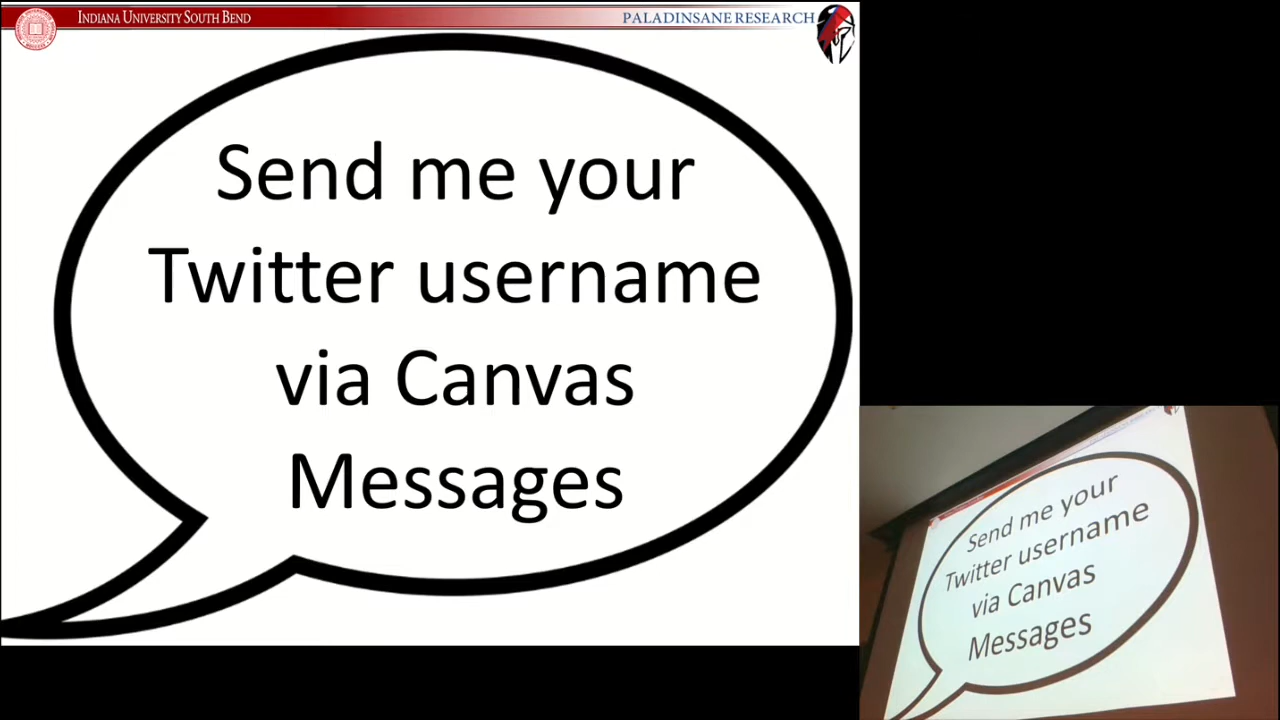 INDIANA UNIVERSITY SOUTH BEND
PALADINSANE RESEARCH
Send me your
Twitter username
via Canvas
Messages
Send me your
Twitter username
via Canvas
Messages